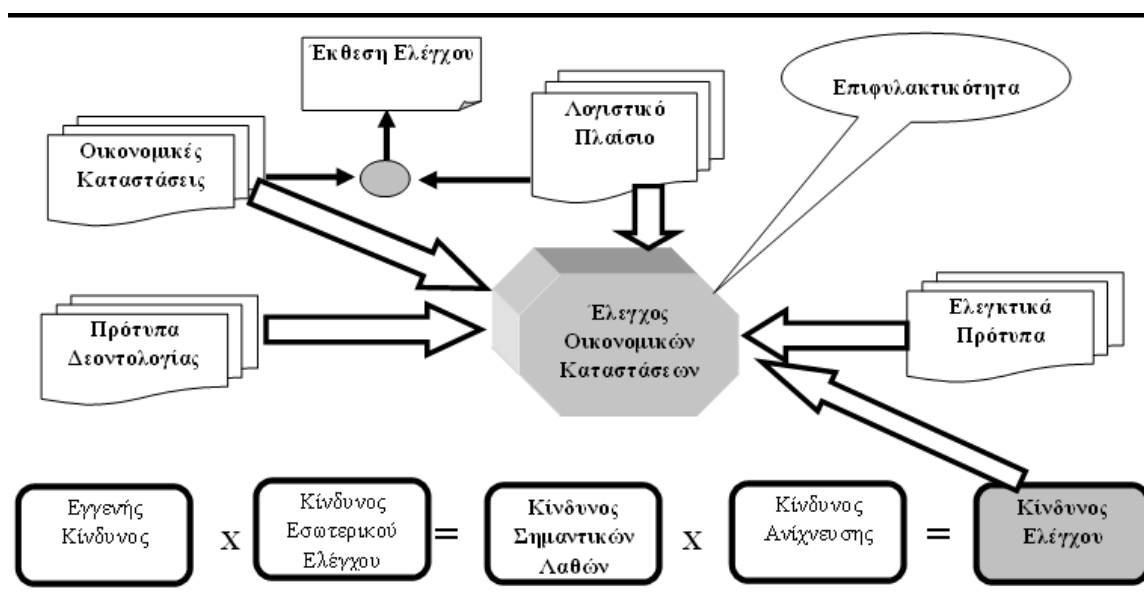 Έκθεση Ελέγχου
Λογιστικό
Πλαίσιο
Επιφυλακτικότητα
Οικονομικές
Καταστάσεις
Πρότυπα
Δεοντολογίας
Έλεγχος
Οικονομικών
Καταστάσεων
Ελεγκτικά
Πρότυπα
Εγγενής
Κίνδυνος
x
Κίνδυνος
Εσωτερικού
Ελέγχου
=
Κίνδυνος
Σημαντικών
Λαθών
x
Κίνδυνος
Ανίχνευσης
=
Κίνδυνος
Ελέγχου